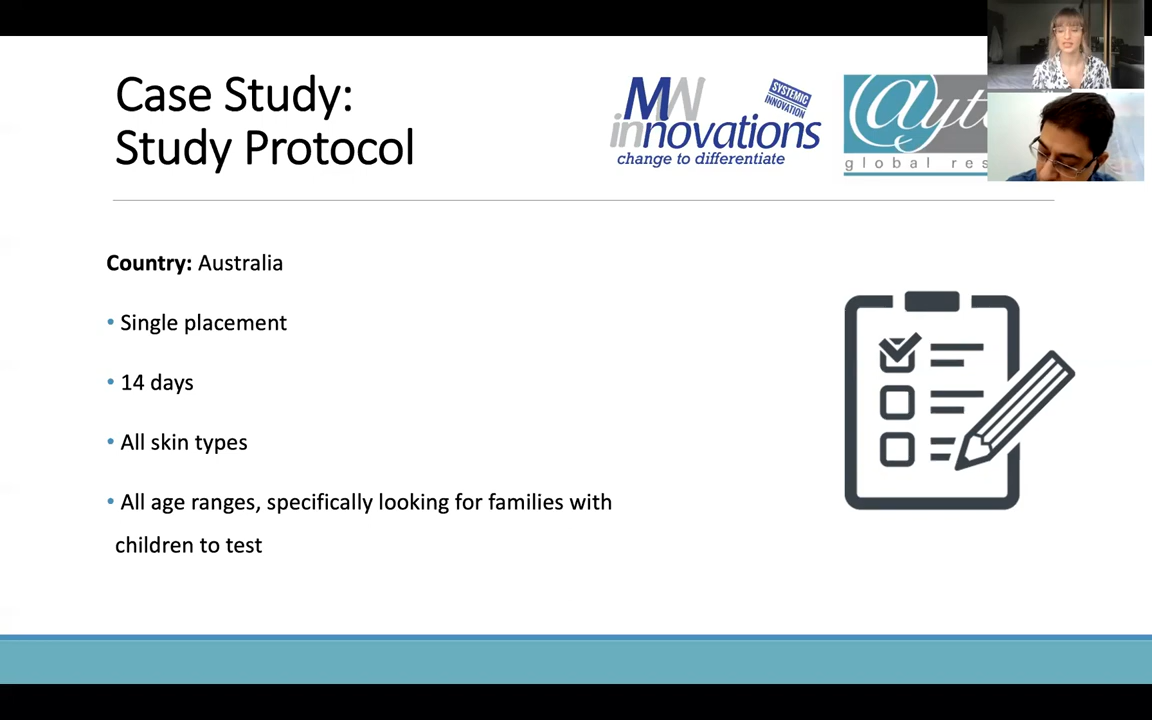 Case Study:
Study Protocol
MW
innovations
change to differentiate
SYSTEMIC
INNOVATION
global
Country: Australia
• Single placement
• 14 days
• All skin types
• All age ranges, specifically looking for families with
children to test